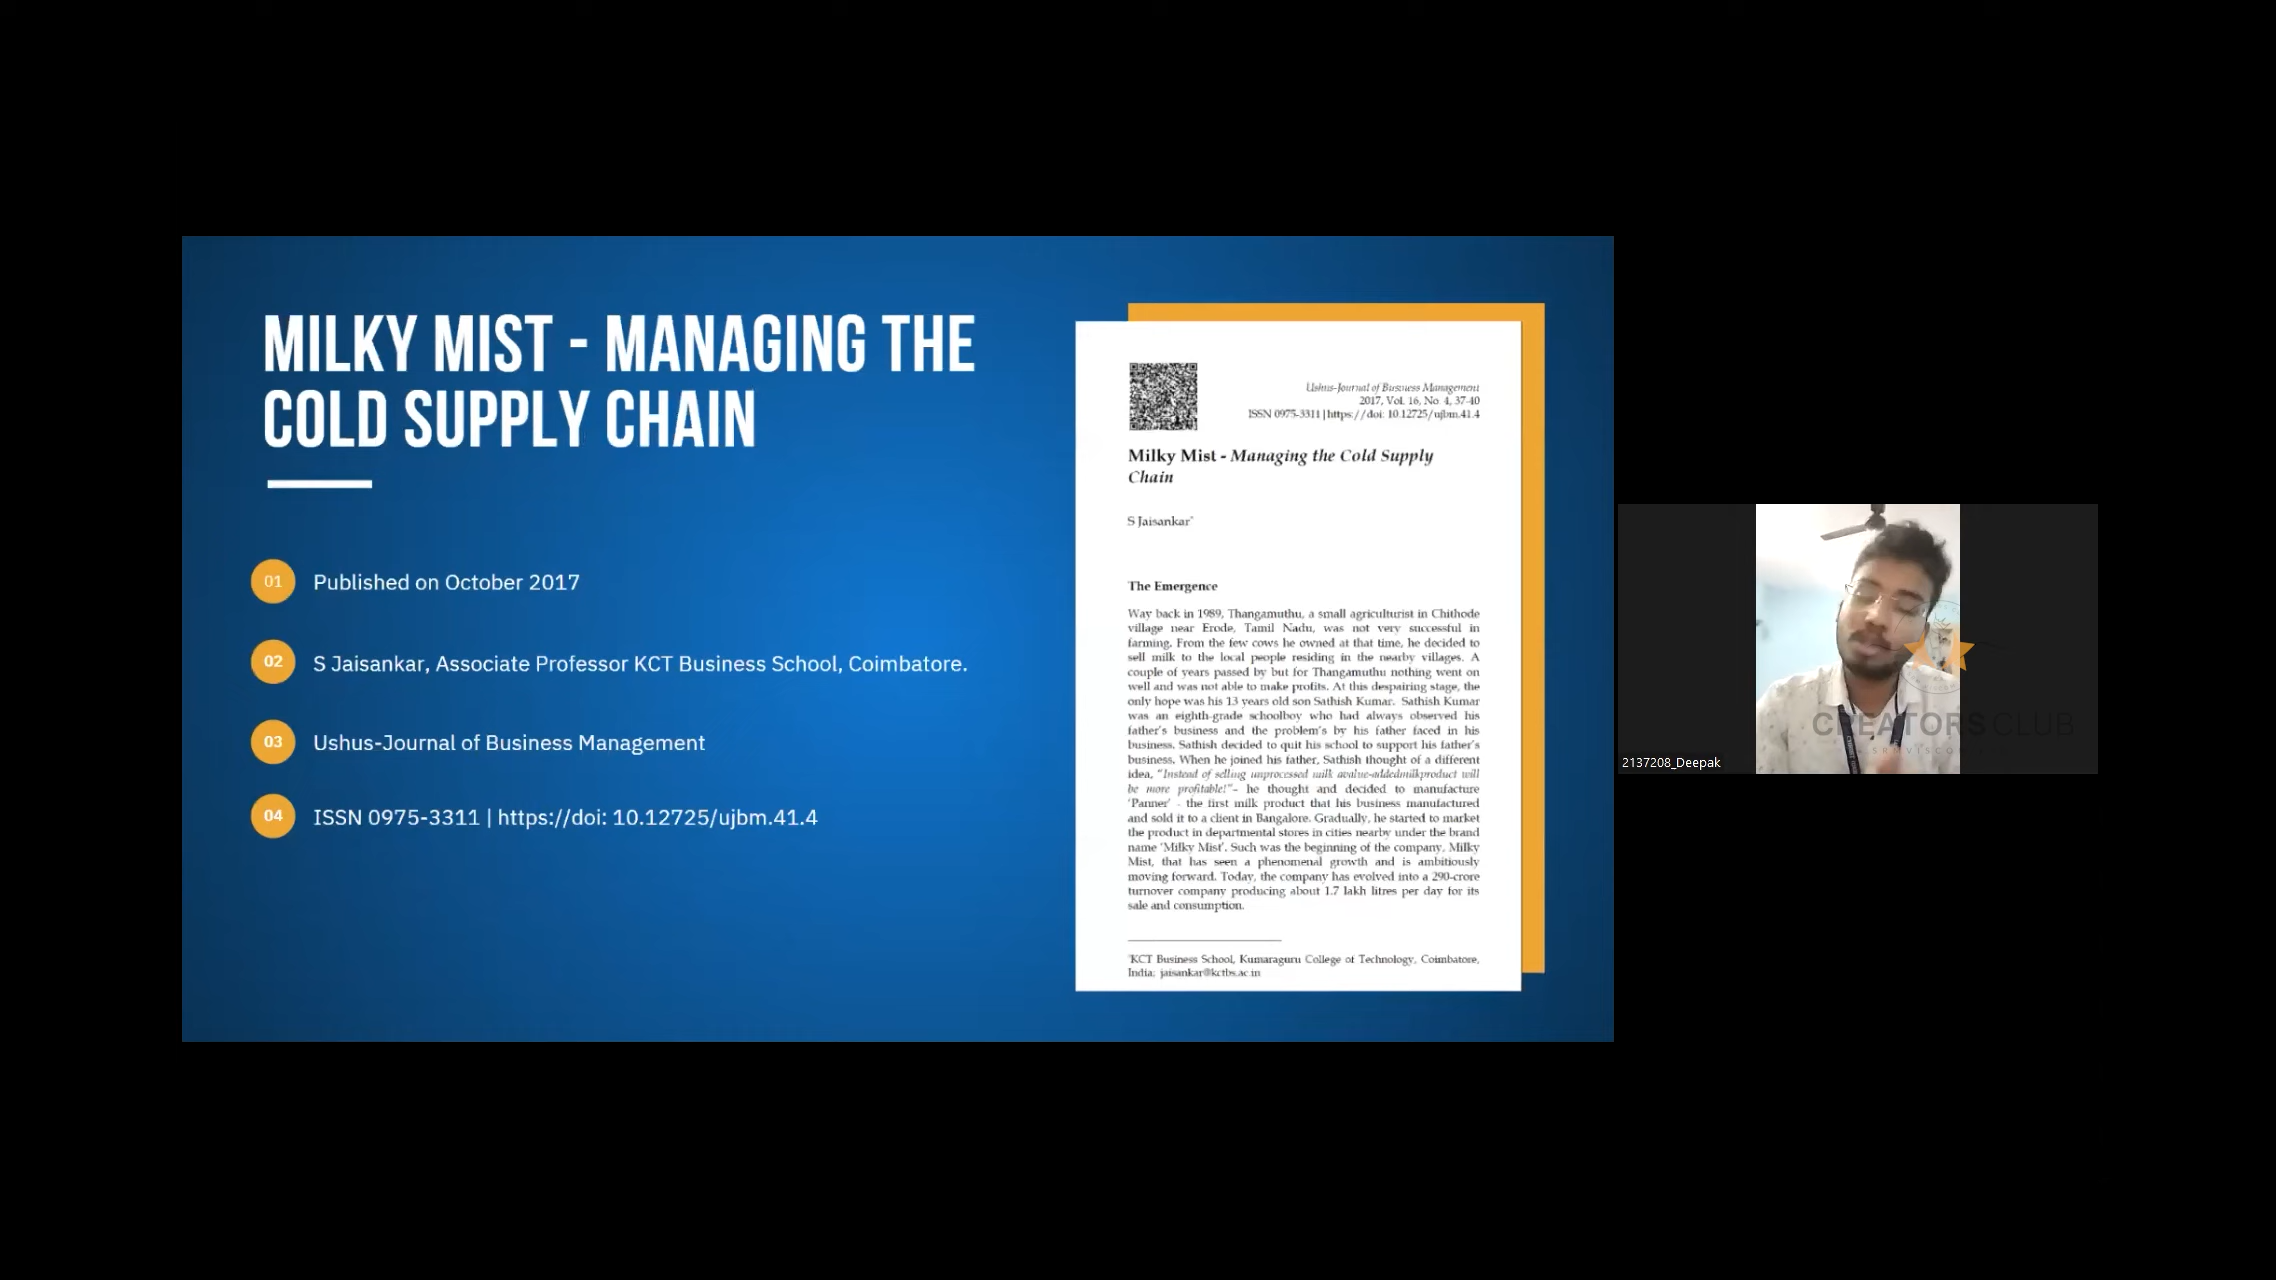 MILKY MIST - MANAGING THE
COLD SUPPLY CHAIN
01 Published on October 2017
02 S Jaisankar, Associate Professor KCT Business School, Coimbatore.
03 Ushus-Journal of Business Management
04 ISSN 0975-3311 | https://doi: 10.12725/ujbm.41.4
Ushus-Journal of Business Management
2017, Vol. 16, No. 4, 37-40
ISSN 0975-3311|https://doi: 10.12725/ujbm.41.4
Milky Mist - Managing the Cold Supply
Chain
S Jaisankar*
The Emergence
Way back in 1989, Thangamuthu, a small agriculturist in Chithode
village near Erode, Tamil Nadu, was not very successful in
farming. From the few cows he owned at that time, he decided to
sell milk to the local people residing in the nearby villages. A
couple of years passed by but for Thangamuthu nothing went on
well and was not able to make profits. At this despairing stage, the
only hope was his 13 years old son Sathish Kumar. Sathish Kumar
was an eighth-grade schoolboy who had always observed his
father's business and the problem's by his father faced in his
business. Sathish decided to quit his school to support his father's
business. When he joined his father, Sathish thought of a different
idea, "Instead of selling unprocessed milk avalue-addedmilkproduct will
be more profitable!"– he thought and decided to manufacture
'Panner' - the first milk product that his business manufactured
and sold it to a client in Bangalore. Gradually, he started to market
the product in departmental stores in cities nearby under the brand
name 'Milky Mist'. Such was the beginning of the company, Milky
Mist, that has seen a phenomenal growth and is ambitiously
moving forward. Today, the company has evolved into a 290-crore
turnover company producing about 1.7 lakh litres per day for its
sale and consumption.
*KCT Business School, Kumaraguru College of Technology, Coimbatore,
India; jaisankar@kctbs.ac.in
CREATORS CLUB
2137208_Deepak